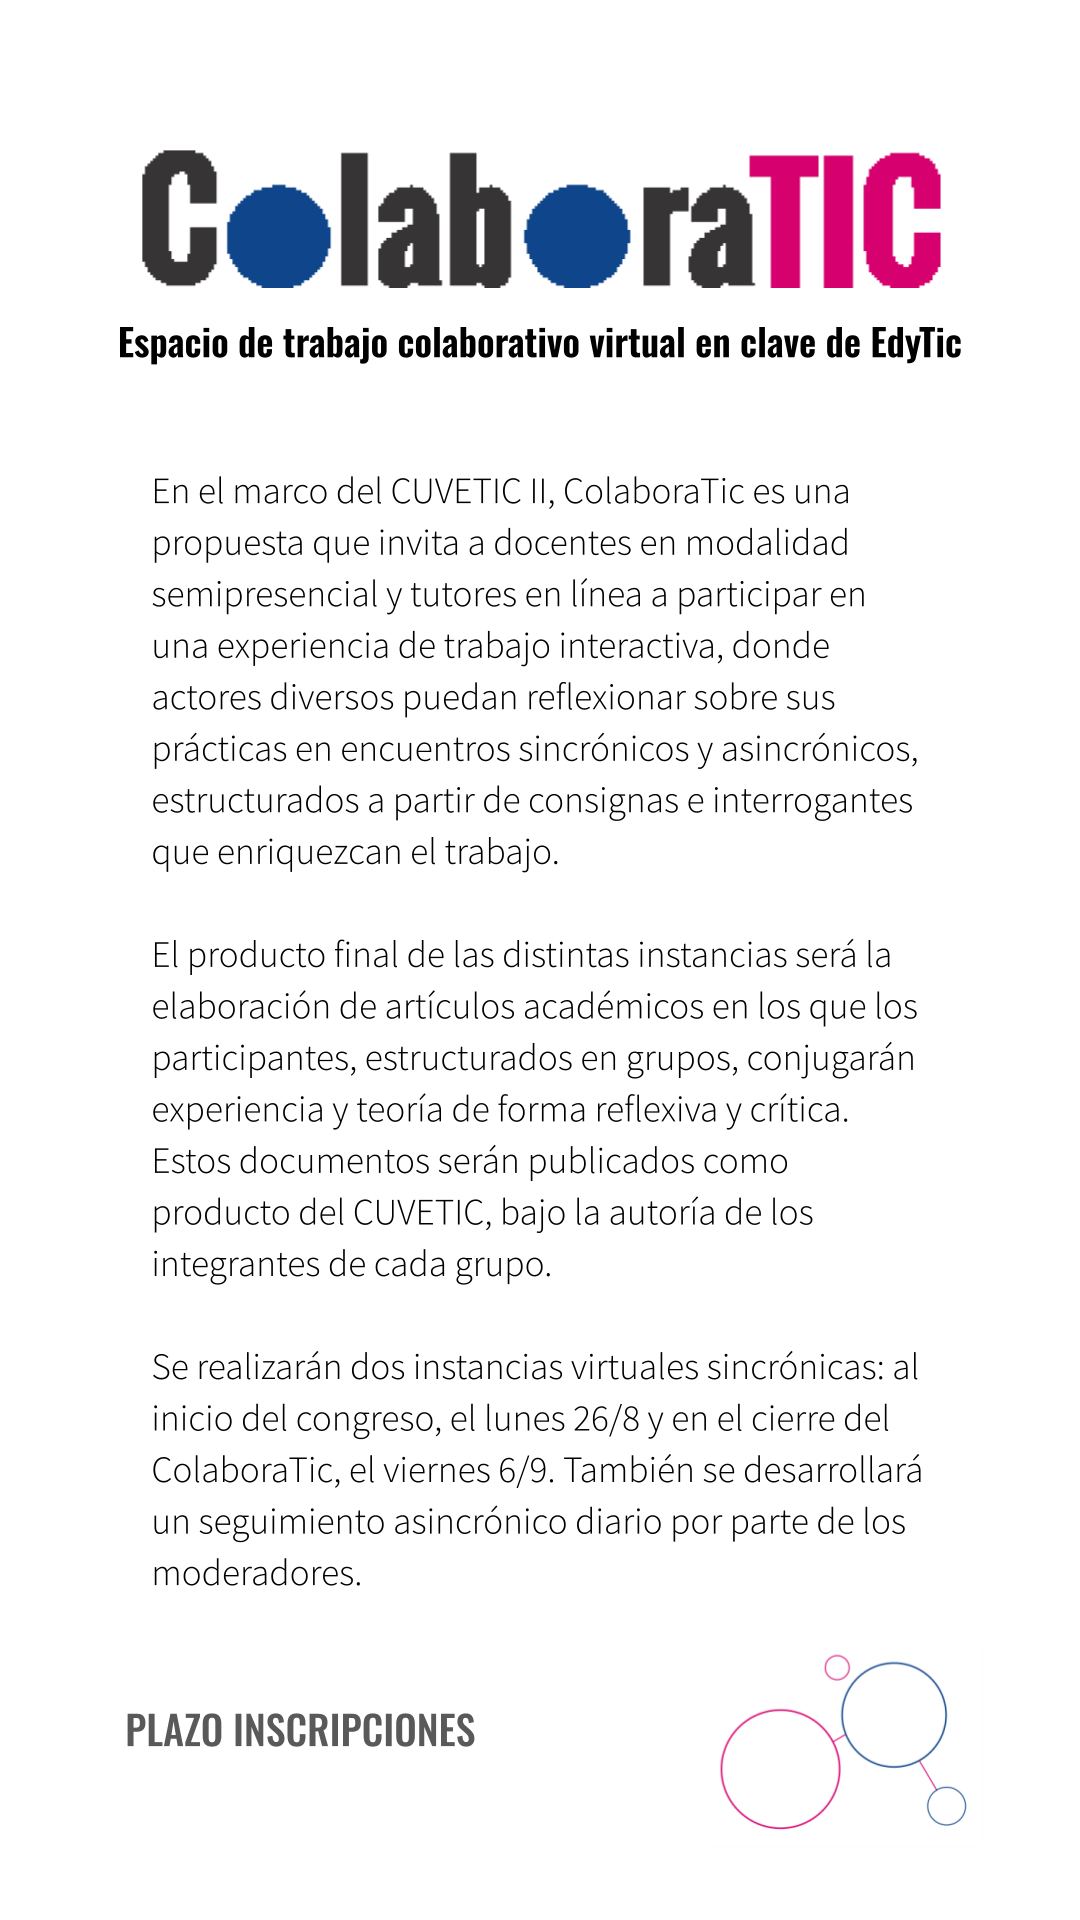 ColaboraTIC
Espacio de trabajo colaborativo virtual en clave de EdyTic
En el marco del CUVETIC II, ColaboraTic es una
propuesta que invita a docentes en modalidad
semipresencial y tutores en línea a participar en
una experiencia de trabajo interactiva, donde
actores diversos puedan reflexionar sobre sus
prácticas en encuentros sincrónicos y asincrónicos,
estructurados a partir de consignas e interrogantes
que enriquezcan el trabajo.
El producto final de las distintas instancias será la
elaboración de artículos académicos en los que los
participantes, estructurados en grupos, conjugarán
experiencia y teoría de forma reflexiva y crítica.
Estos documentos serán publicados como
producto del CUVETIC, bajo la autoría de los
integrantes de cada grupo.
Se realizarán dos instancias virtuales sincrónicas: al
inicio del congreso, el lunes 26/8 y en el cierre del
ColaboraTic, el viernes 6/9. También se desarrollará
un seguimiento asincrónico diario por parte de los
moderadores.
PLAZO INSCRIPCIONES